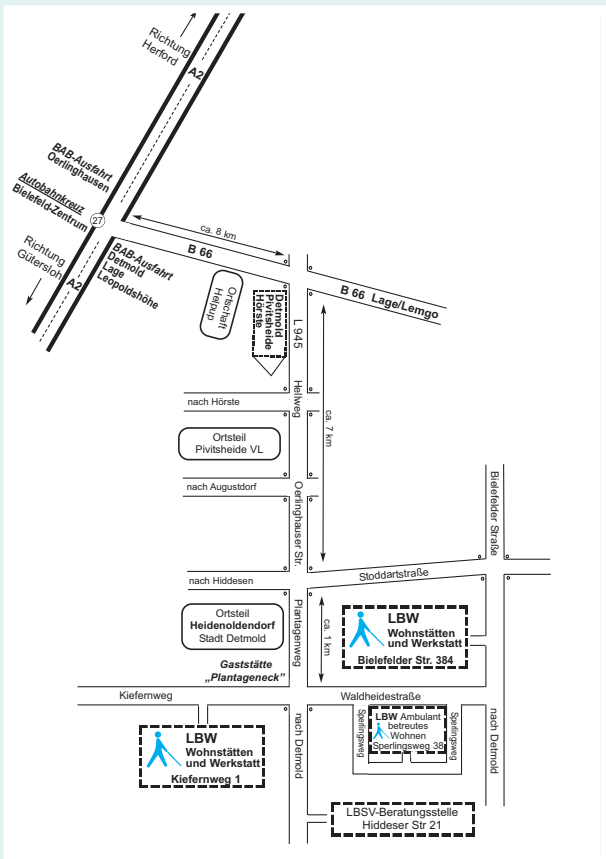 Richtung
Herford
A2
BAB-Ausfahrt
Oerlinghausen
Autobahnkreuz
Bielefeld-Zentrum
27
Richtung
Gütersloh
A2
BAB-Ausfahrt
Detmold
Lage
Leopoldshöhe
ca. 8 km
B 66
B 66 Lage/Lemgo
Ortschaft
Helpup
Detmold
Pivitsheide
Hörste
L 945
Hellweg
ca. 7 km
nach Hörste
Ortsteil
Pivitsheide VL
nach Augustdorf
Oerlinghauser Str.
Bielefelder Straße
Stoddartstraße
nach Hiddesen
Ortsteil
Heidenoldendorf
Stadt Detmold
Plantagenweg
ca. 1 km
LBW
Wohnstätten
und Werkstatt
Bielefelder Str. 384
Gaststätte
„Plantageneck”
Kiefernweg
Waldheidestraße
LBW
Wohnstätten
und Werkstatt
Kiefernweg 1
nach Detmold
Sperlingsweg
LBW Ambulant
betreutes
Wohnen
Sperlingsweg 38
Sperlingsweg
nach Detmold
LBSV-Beratungsstelle
Hiddeser Str 21